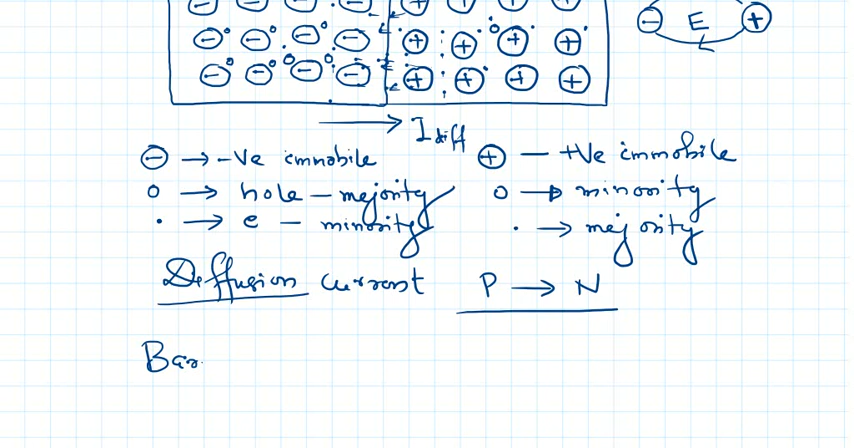 E
I diff
⊖ → -ve immobile
⊕ — +ve immobile
o → hole – majority
o → minority
. → e – minority
. → majority
Diffusion current P → N
Bar